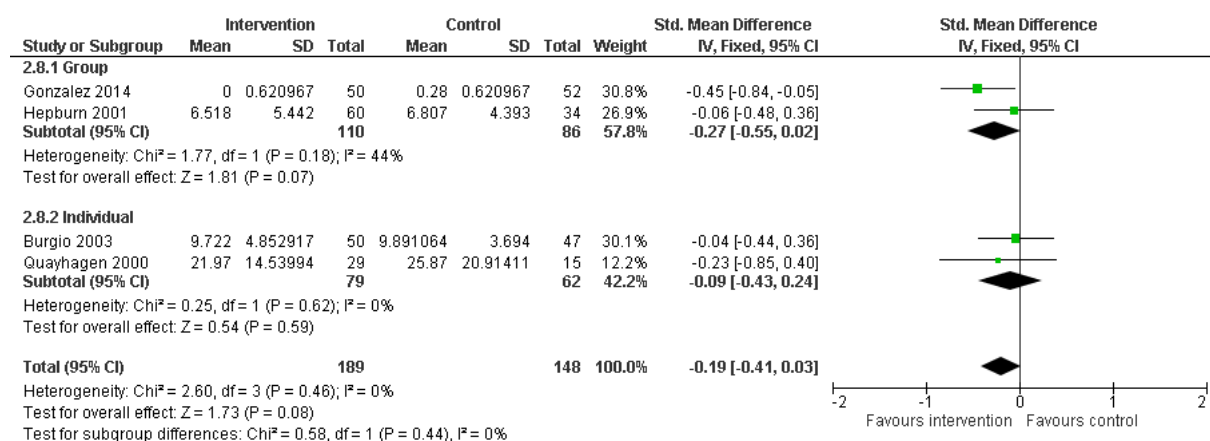 Intervention Control Std. Mean Difference Std. Mean Difference
Study or Subgroup Mean SD Total Mean SD Total Weight IV, Fixed, 95% CI IV, Fixed, 95% CI
2.8.1 Group
Gonzalez 2014 0 0.620967 50 0.28 0.620967 52 30.8% -0.45 [-0.84, -0.05]
Hepburn 2001 6.518 5.442 60 6.807 4.393 34 26.9% -0.06 [-0.48, 0.36]
Subtotal (95% CI) 110 86 57.8% -0.27 [-0.55, 0.02]
Heterogeneity: Chi² = 1.77, df = 1 (P = 0.18); I² = 44%
Test for overall effect: Z = 1.81 (P = 0.07)
2.8.2 Individual
Burgio 2003 9.722 4.852917 50 9.891064 3.694 47 30.1% -0.04 [-0.44, 0.36]
Quayhagen 2000 21.97 14.53994 29 25.87 20.91411 15 12.2% -0.23 [-0.85, 0.40]
Subtotal (95% CI) 79 62 42.2% -0.09 [-0.43, 0.24]
Heterogeneity: Chi² = 0.25, df = 1 (P = 0.62); I² = 0%
Test for overall effect: Z = 0.54 (P = 0.59)
Total (95% CI) 189 148 100.0% -0.19 [-0.41, 0.03]
Heterogeneity: Chi² = 2.60, df = 3 (P = 0.46); I² = 0%
Test for overall effect: Z = 1.73 (P = 0.08)
Test for subgroup differences: Chi² = 0.58, df = 1 (P = 0.44), I² = 0%
-2 -1 0 1 2
Favours intervention Favours control